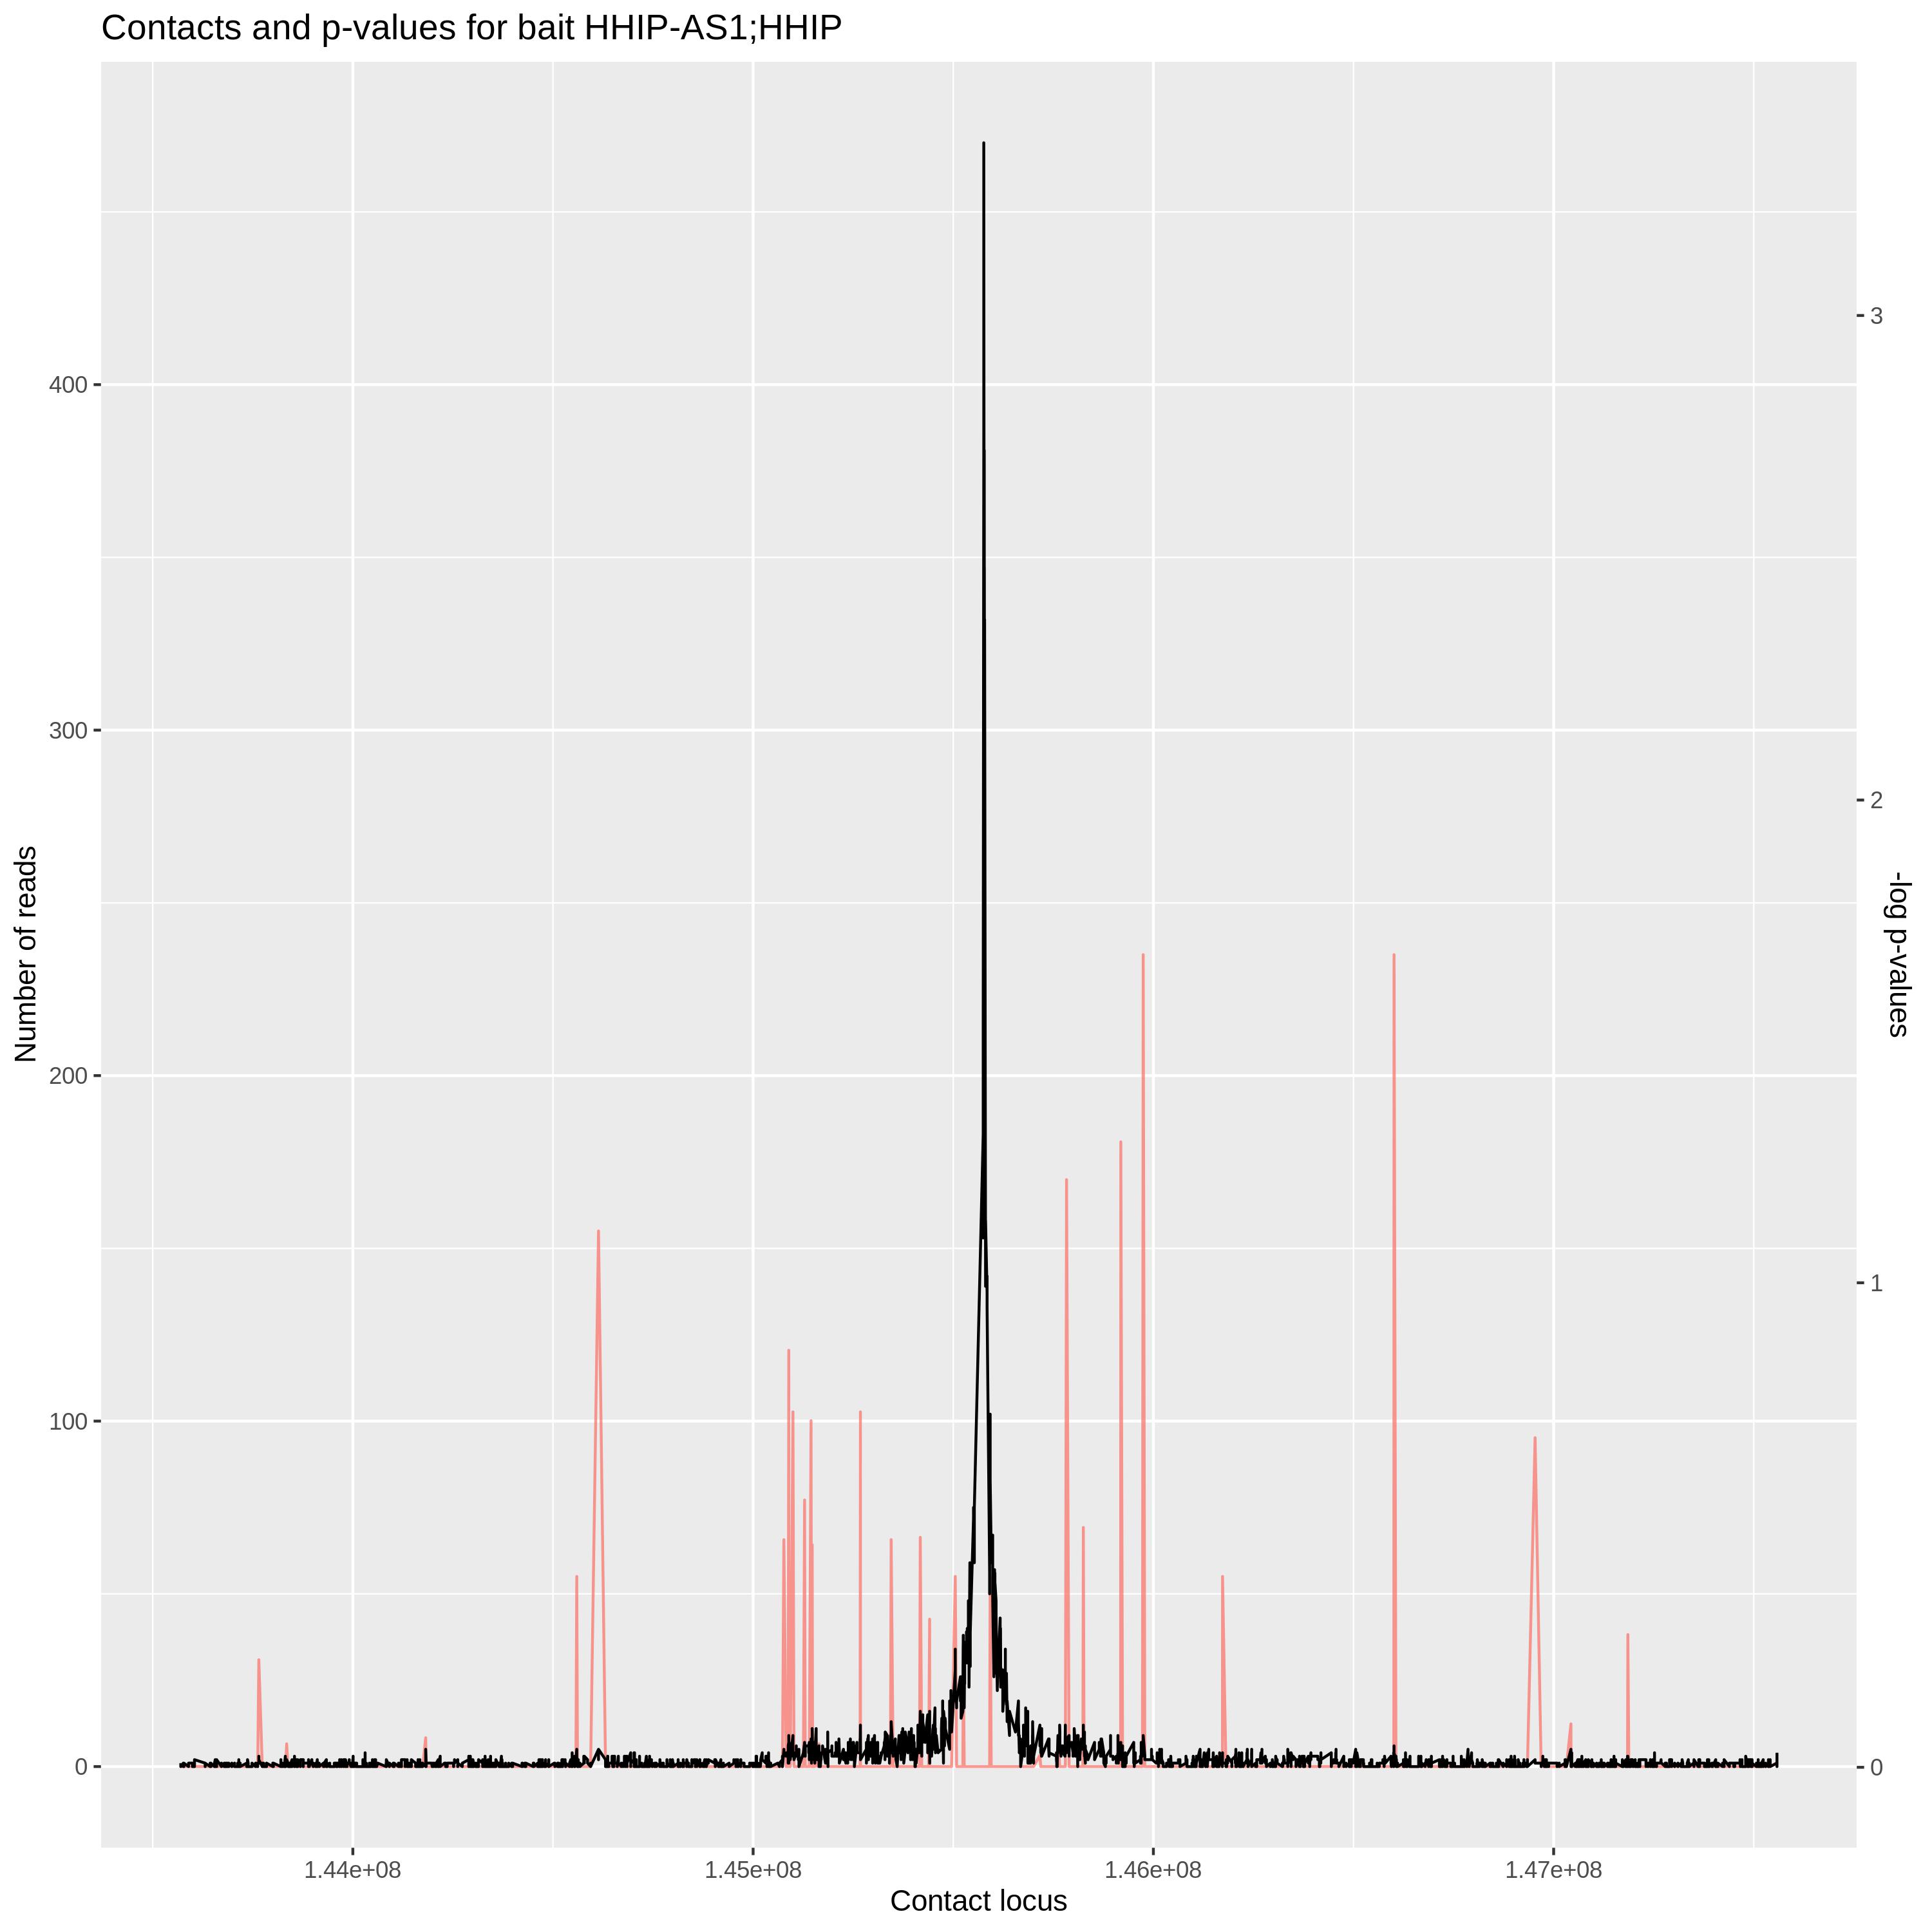 Contacts and p-values for bait HHIP-AS1;HHIP
400
300
200
100
0
Number of reads
3
2
1
0
-log p-values
1.44e+08
1.45e+08
1.46e+08
1.47e+08
Contact locus